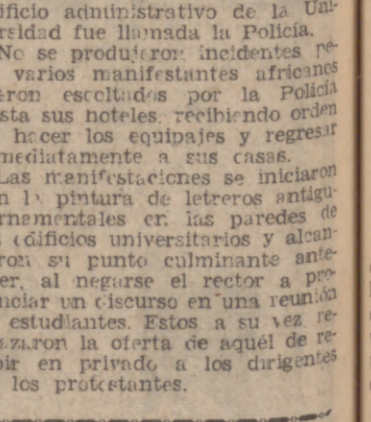 ificio administrativo de la Uni-
rsidad fue llamada la Policía.
No se produjeron incidentes pe-
varios manifestantes africanos
eron escoltados por la Policía
sta sus hoteles, recibiendo orden
hacer los equipajes y regresar
mediatamente a sus casas.
Las manifestaciones se iniciaron
n la pintura de letreros antigu-
rnamentales en las paredes de
s edificios universitarios y alcan-
ron su punto culminante ante-
er, al negarse el rector a pro-
nciar un discurso en una reunión
estudiantes. Estos a su vez re-
azaron la oferta de aquél de re-
bir en privado a los dirigentes
los protestantes.